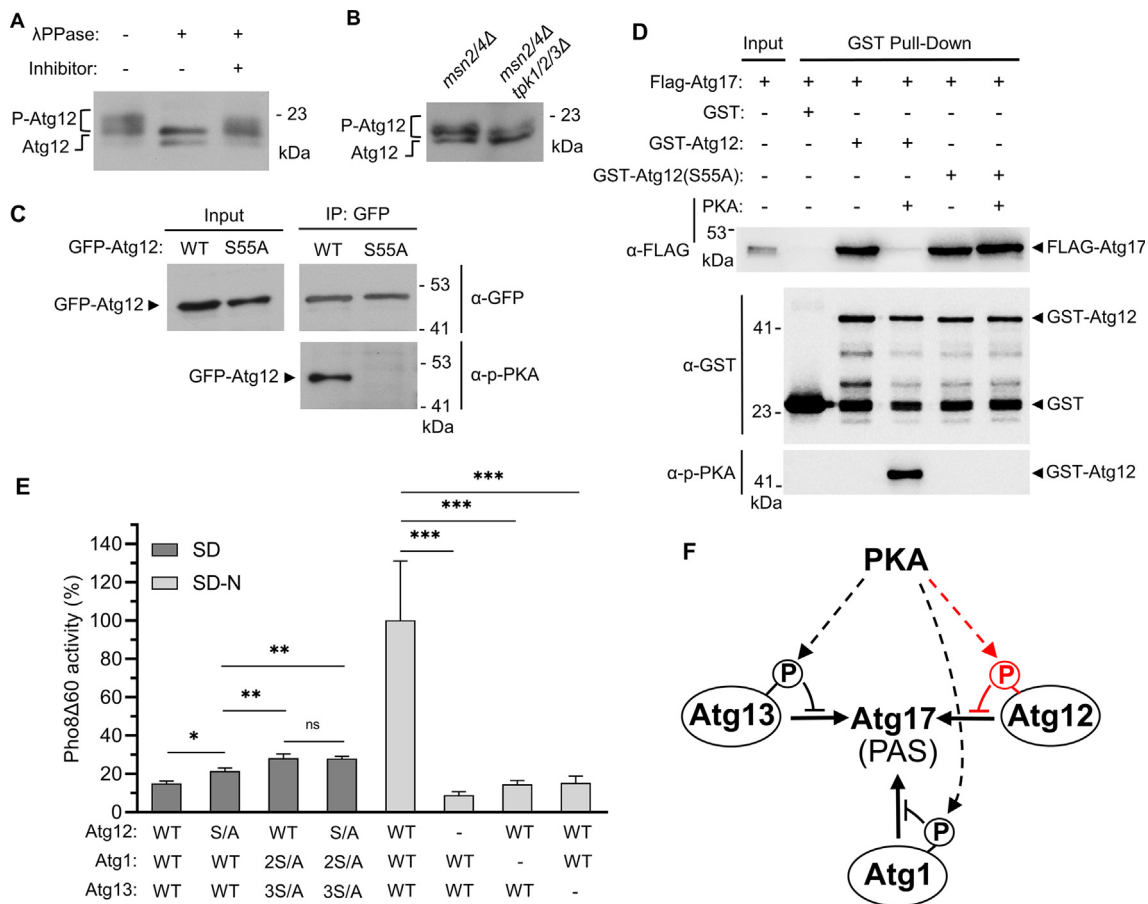 A
λPPase: - + +
Inhibitor: - - +
P-Atg12
Atg12
- 23
kDa
B
msn2/4Δ
msn2/4Δ
tpk1/2/3Δ
P-Atg12
Atg12
- 23
kDa
C
Input
IP: GFP
GFP-Atg12: WT S55A WT S55A
GFP-Atg12
- 53
- 41
α-GFP
GFP-Atg12
- 53
- 41
kDa
α-p-PKA
D
Input
GST Pull-Down
Flag-Atg17: + + + + + +
GST: - + - - - -
GST-Atg12: - - + + - -
GST-Atg12(S55A): - - - - + +
PKA: - - - + - +
α-FLAG
53
kDa
FLAG-Atg17
α-GST
41
23
GST-Atg12
GST
α-p-PKA
41
kDa
GST-Atg12
E
Pho8Δ60 activity (%)
140
120
100
80
60
40
20
0
SD
SD-N
*
**
**
ns
***
***
***
Atg12: WT S/A WT S/A WT - WT WT
Atg1: WT WT 2S/A 2S/A WT WT - WT
Atg13: WT WT 3S/A 3S/A WT WT WT -
F
PKA
P
P
Atg13
Atg17
(PAS)
Atg12
P
Atg1